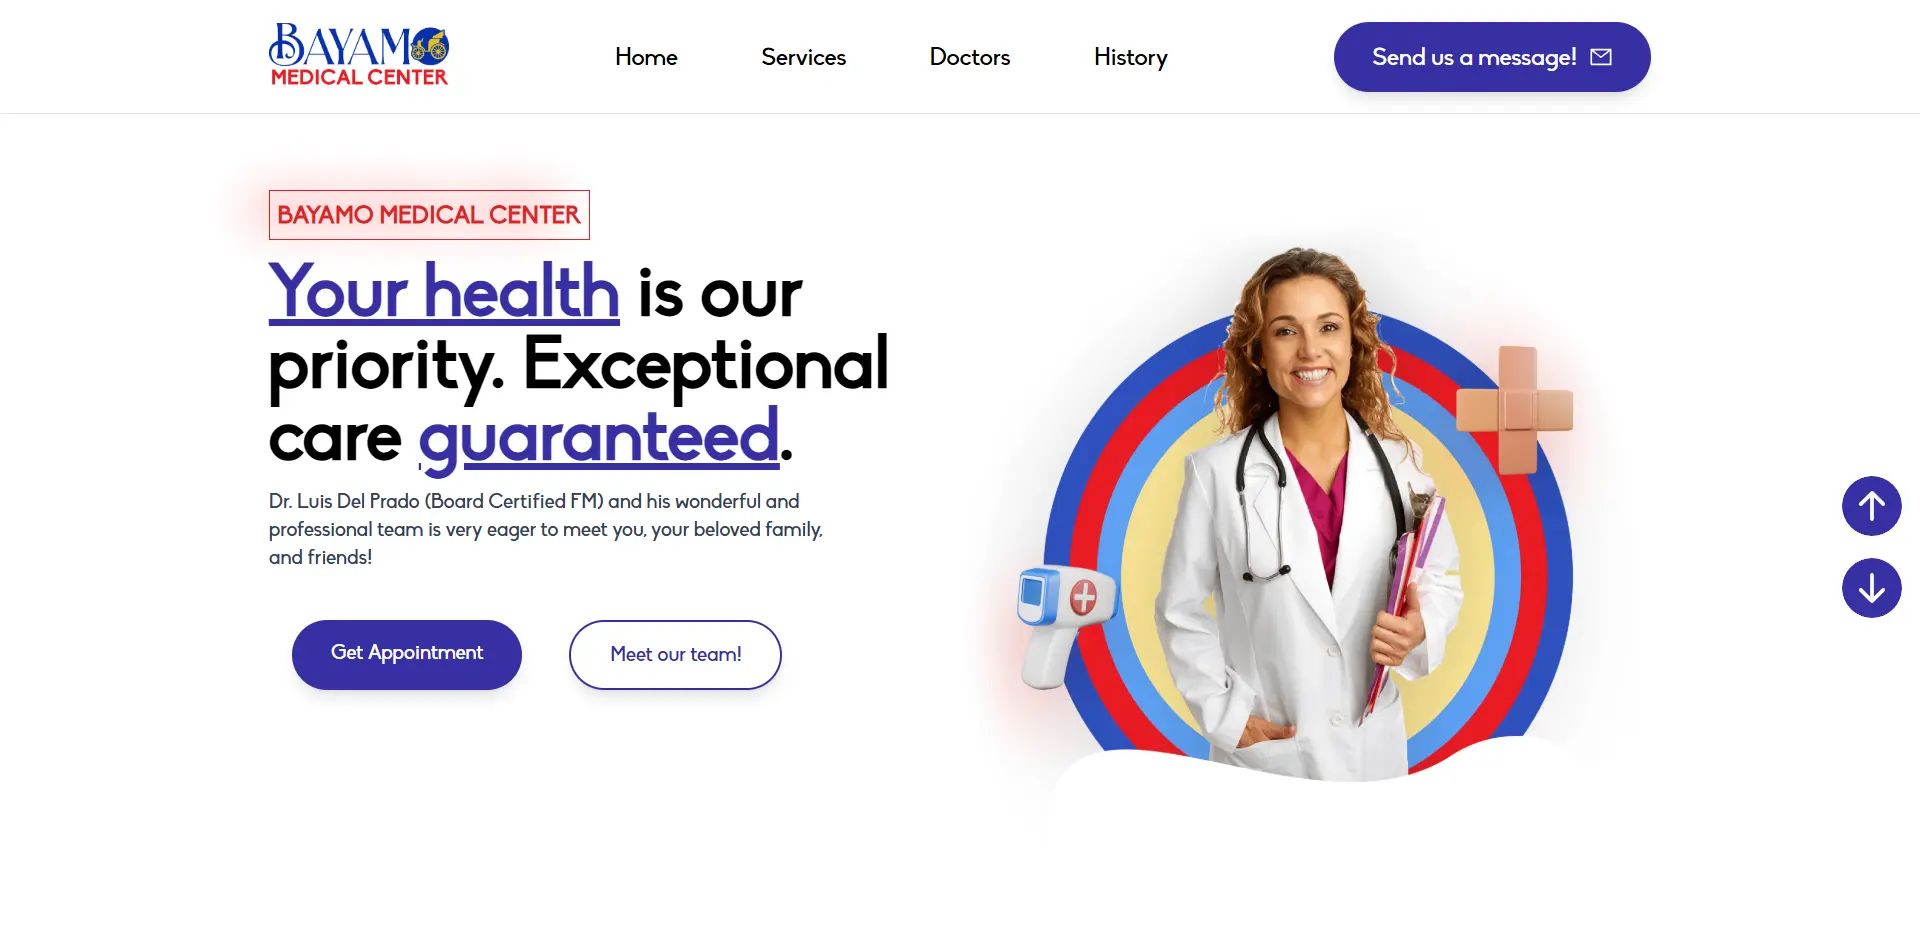 BAYAMO
MEDICAL CENTER
Home
Services
Doctors
History
Send us a message!
BAYAMO MEDICAL CENTER
Your health is our
priority. Exceptional
care guaranteed.
Dr. Luis Del Prado (Board Certified FM) and his wonderful and
professional team is very eager to meet you, your beloved family,
and friends!
Get Appointment
Meet our team!